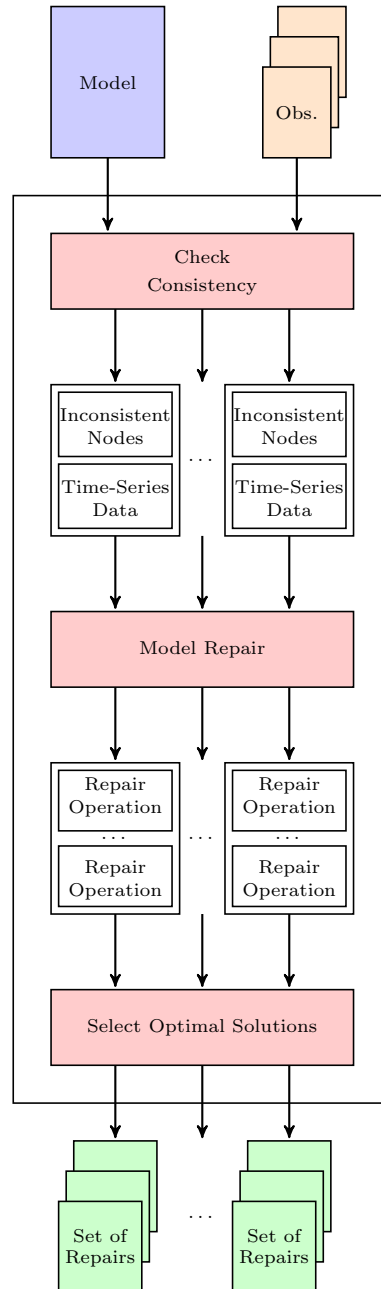 Model
Obs.
Check
Consistency
Inconsistent
Nodes
Time-Series
Data
...
Inconsistent
Nodes
Time-Series
Data
Model Repair
Repair
Operation
...
Repair
Operation
...
Repair
Operation
...
Repair
Operation
Select Optimal Solutions
Set of
Repairs
...
Set of
Repairs